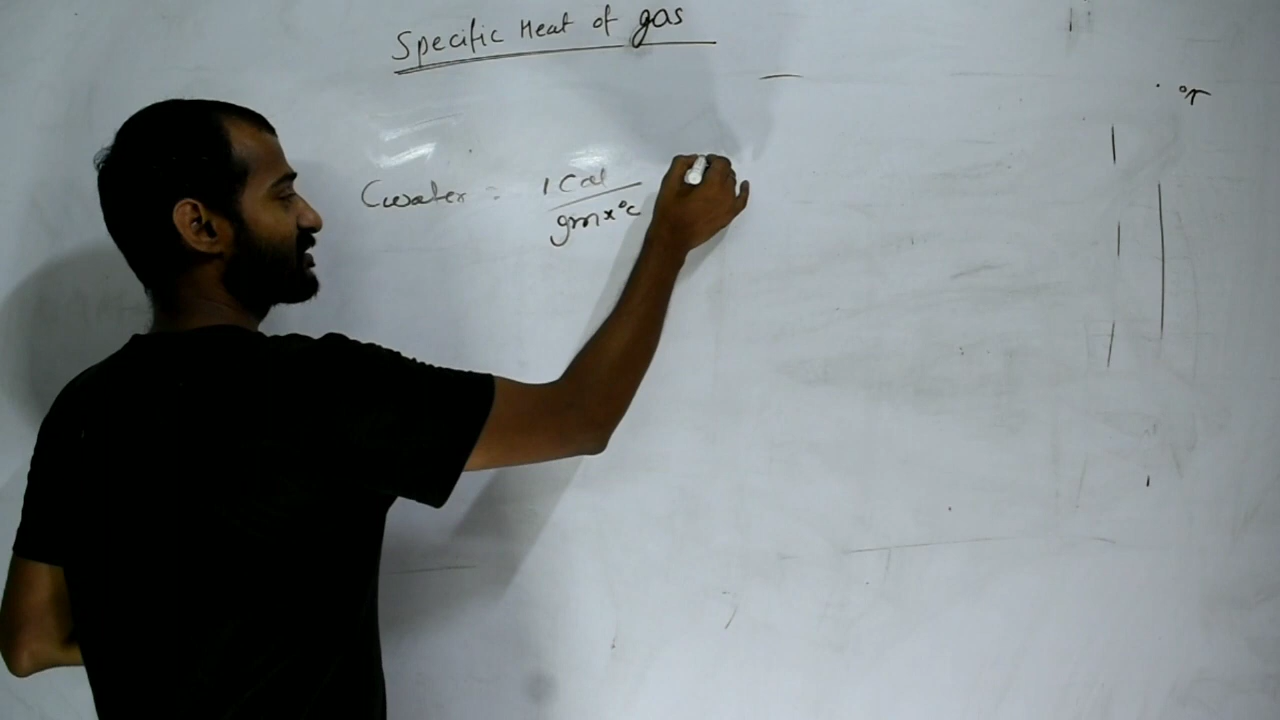 Specific Heat of gas
Cwater = 1 Cal
gm x °c